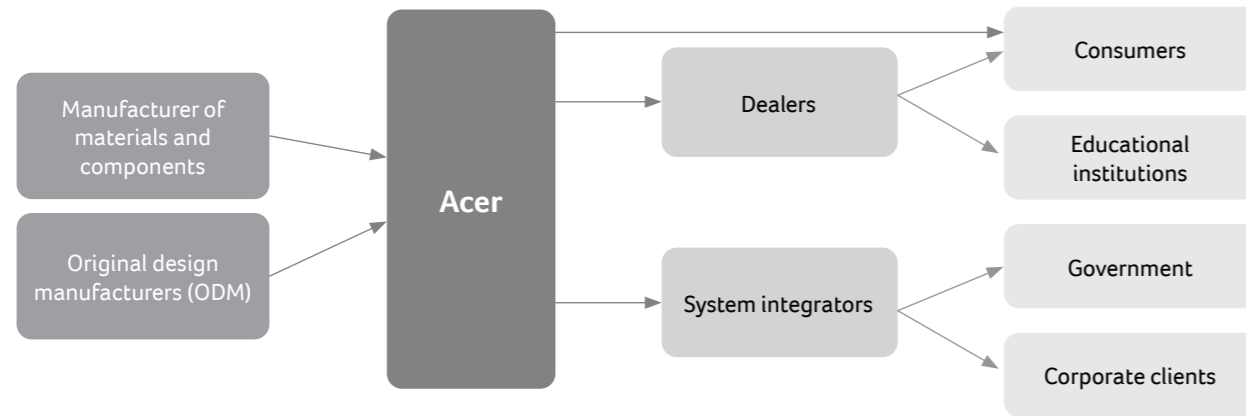 Manufacturer of
materials and
components
Original design
manufacturers (ODM)
Acer
Dealers
System integrators
Consumers
Educational
institutions
Government
Corporate clients